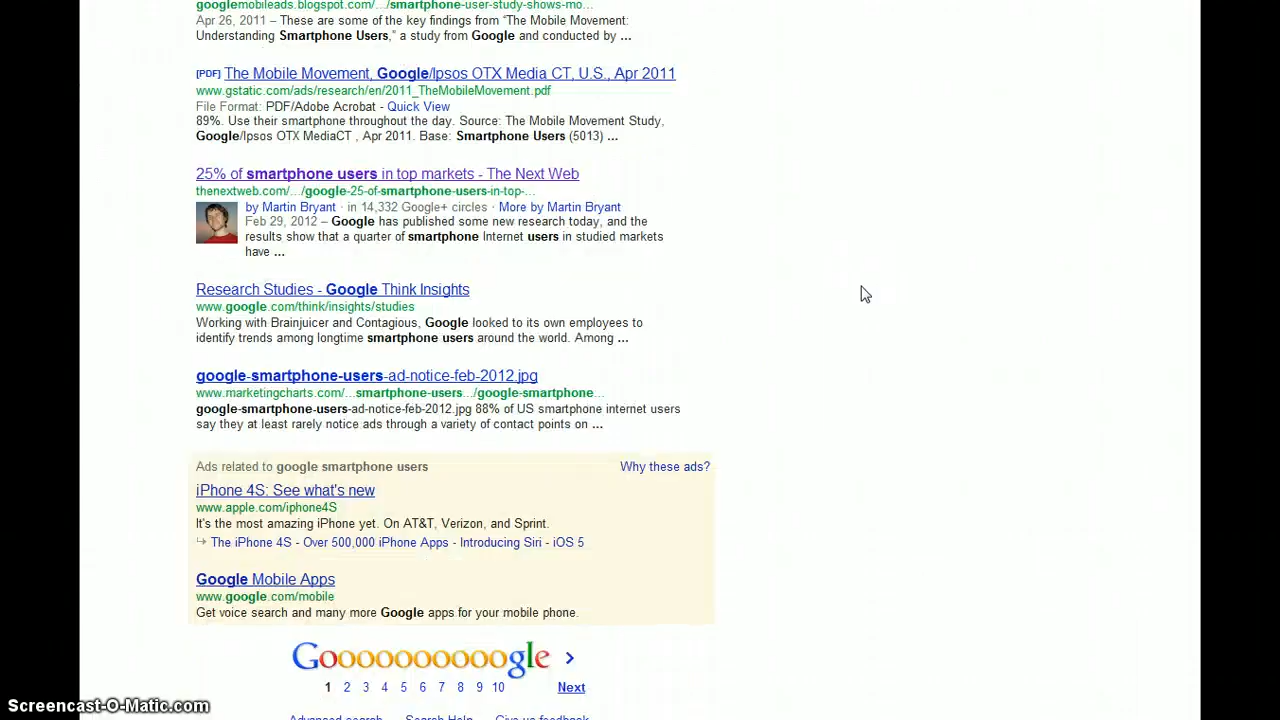 googlemobileads.blogspot.com/.../smartphone-user-study-shows-mo...
Apr 26, 2011 – These are some of the key findings from “The Mobile Movement:
Understanding Smartphone Users,” a study from Google and conducted by ...
[PDF] The Mobile Movement, Google/Ipsos OTX Media CT, U.S., Apr 2011
www.gstatic.com/ads/research/en/2011_TheMobileMovement.pdf
File Format: PDF/Adobe Acrobat - Quick View
89%. Use their smartphone throughout the day. Source: The Mobile Movement Study,
Google/Ipsos OTX MediaCT , Apr 2011. Base: Smartphone Users (5013) ...
25% of smartphone users in top markets - The Next Web
thenextweb.com/.../google-25-of-smartphone-users-in-top-...
by Martin Bryant · in 14,332 Google+ circles · More by Martin Bryant
Feb 29, 2012 – Google has published some new research today, and the
results show that a quarter of smartphone Internet users in studied markets
have ...
Research Studies - Google Think Insights
www.google.com/think/insights/studies
Working with Brainjuicer and Contagious, Google looked to its own employees to
identify trends among longtime smartphone users around the world. Among ...
google-smartphone-users-ad-notice-feb-2012.jpg
www.marketingcharts.com/...smartphone-users.../google-smartphone...
google-smartphone-users-ad-notice-feb-2012.jpg 88% of US smartphone internet users
say they at least rarely notice ads through a variety of contact points on ...
Ads related to google smartphone users Why these ads?
iPhone 4S: See what's new
www.apple.com/iphone4S
It's the most amazing iPhone yet. On AT&T, Verizon, and Sprint.
The iPhone 4S - Over 500,000 iPhone Apps - Introducing Siri - iOS 5
Google Mobile Apps
www.google.com/mobile
Get voice search and many more Google apps for your mobile phone.
Goooooooooogle >
1 2 3 4 5 6 7 8 9 10 Next
Advanced search Search Help Give us feedback
Screencast-O-Matic.com